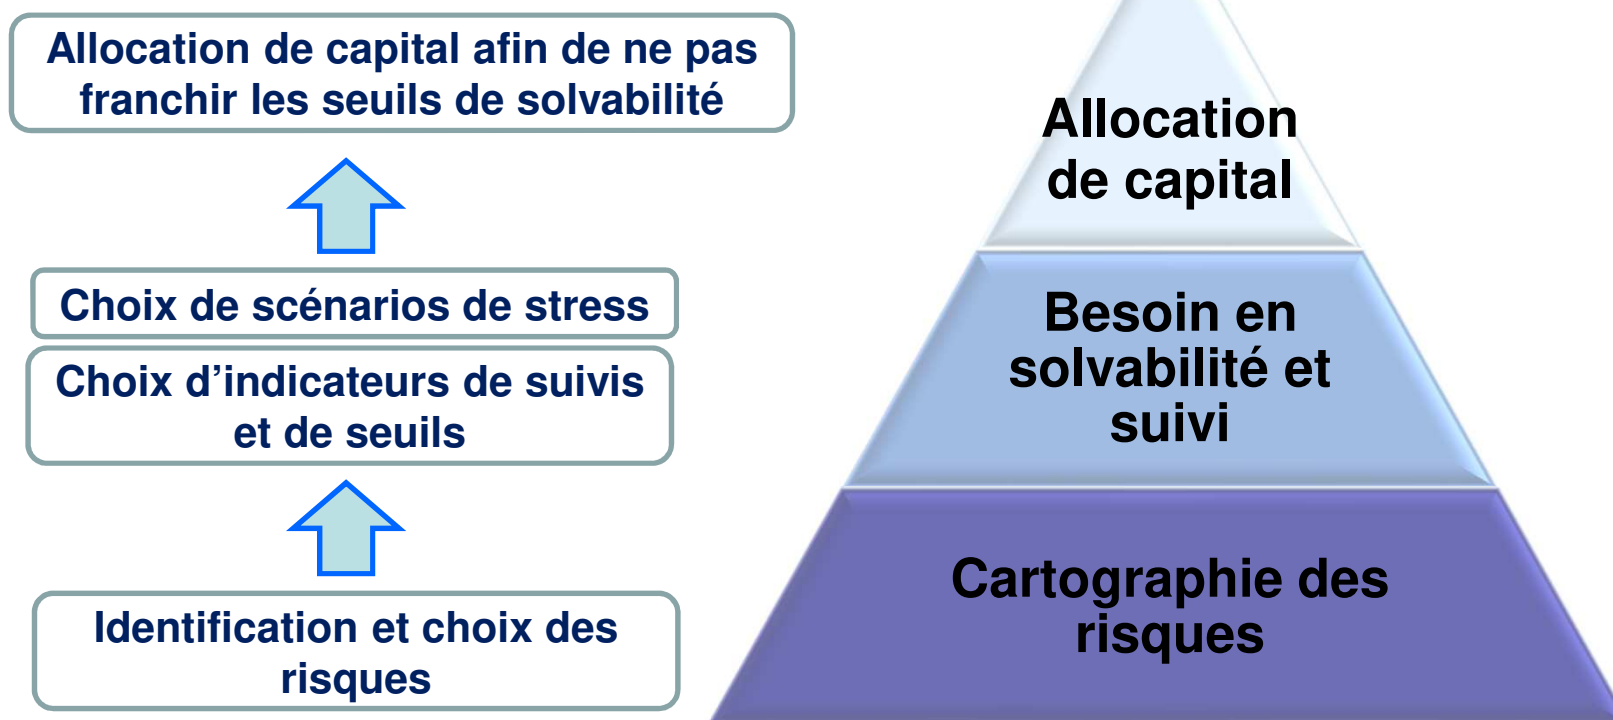 Allocation de capital afin de ne pas
franchir les seuils de solvabilité
Choix de scénarios de stress
Choix d’indicateurs de suivis
et de seuils
Identification et choix des
risques
Allocation
de capital
Besoin en
solvabilité et
suivi
Cartographie des
risques